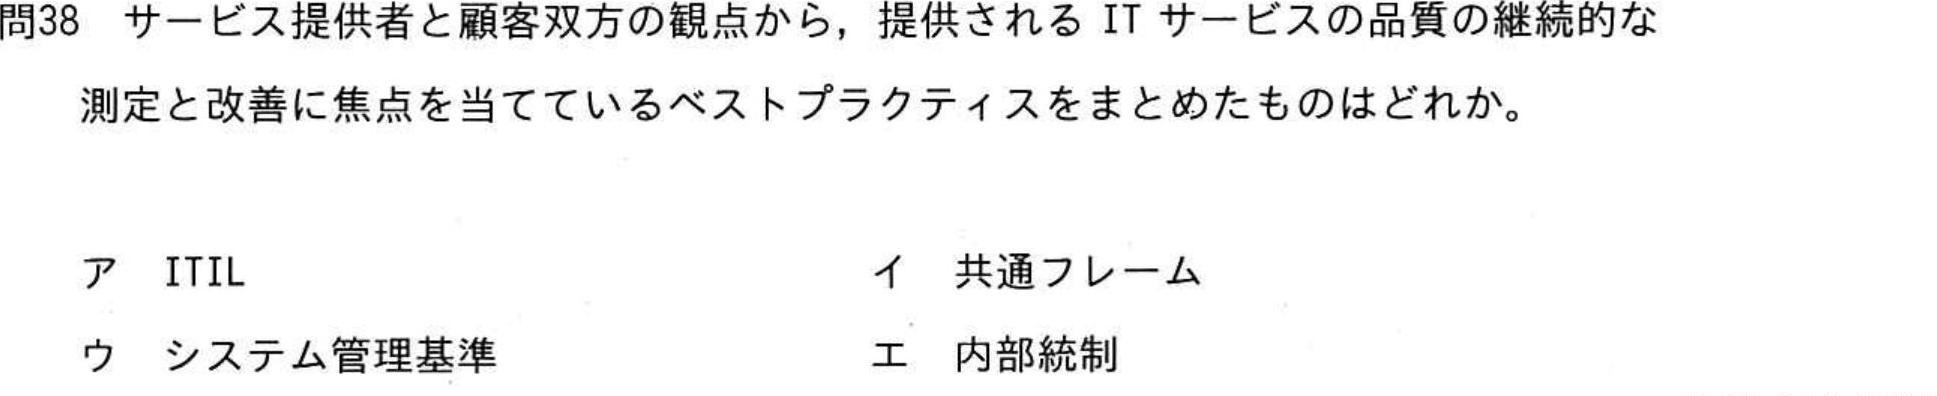 問38　サービス提供者と顧客双方の観点から，提供される IT サービスの品質の継続的な
測定と改善に焦点を当てているベストプラクティスをまとめたものはどれか。
ア　ITIL　　イ　共通フレーム
ウ　システム管理基準　　エ　内部統制